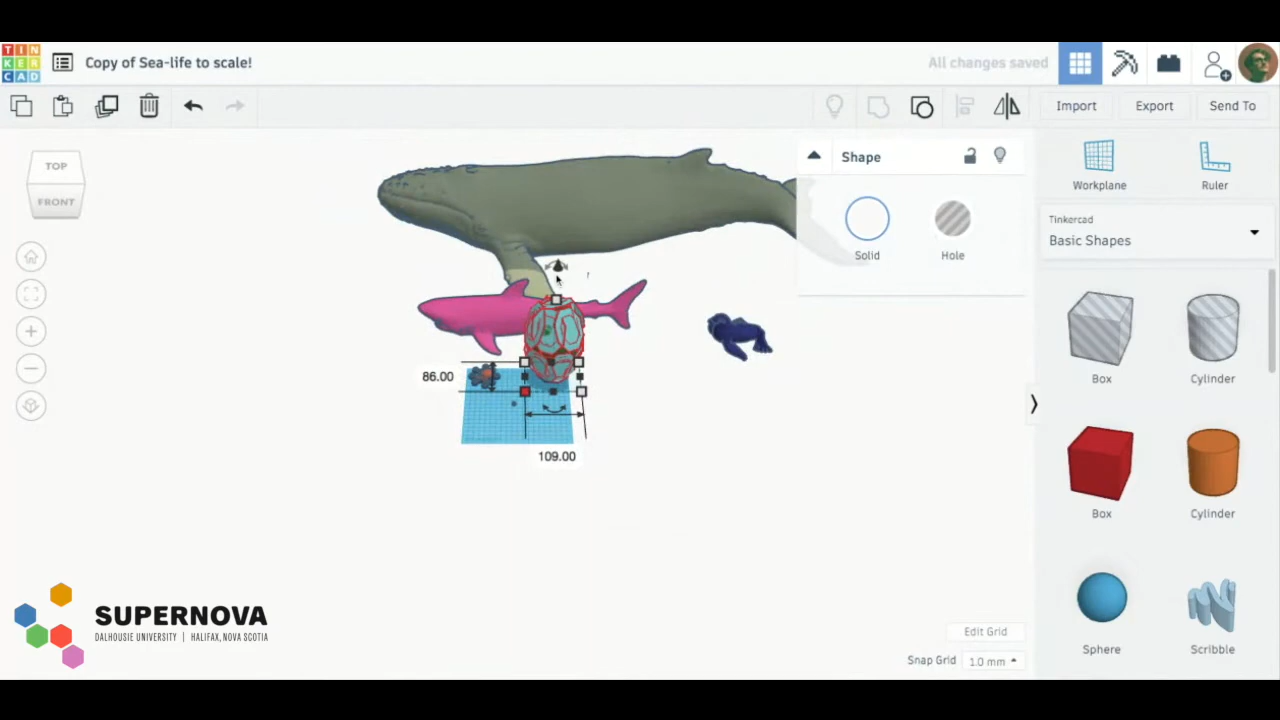 TIN
KER
CAD
Copy of Sea-life to scale!
All changes saved
Import
Export
Send To
TOP
FRONT
Shape
Solid
Hole
Workplane
Ruler
Tinkercad
Basic Shapes
Box
Cylinder
86.00
109.00
Box
Cylinder
Sphere
Scribble
Edit Grid
Snap Grid
1.0 mm
SUPERNOVA
DALHOUSIE UNIVERSITY | HALIFAX, NOVA SCOTIA